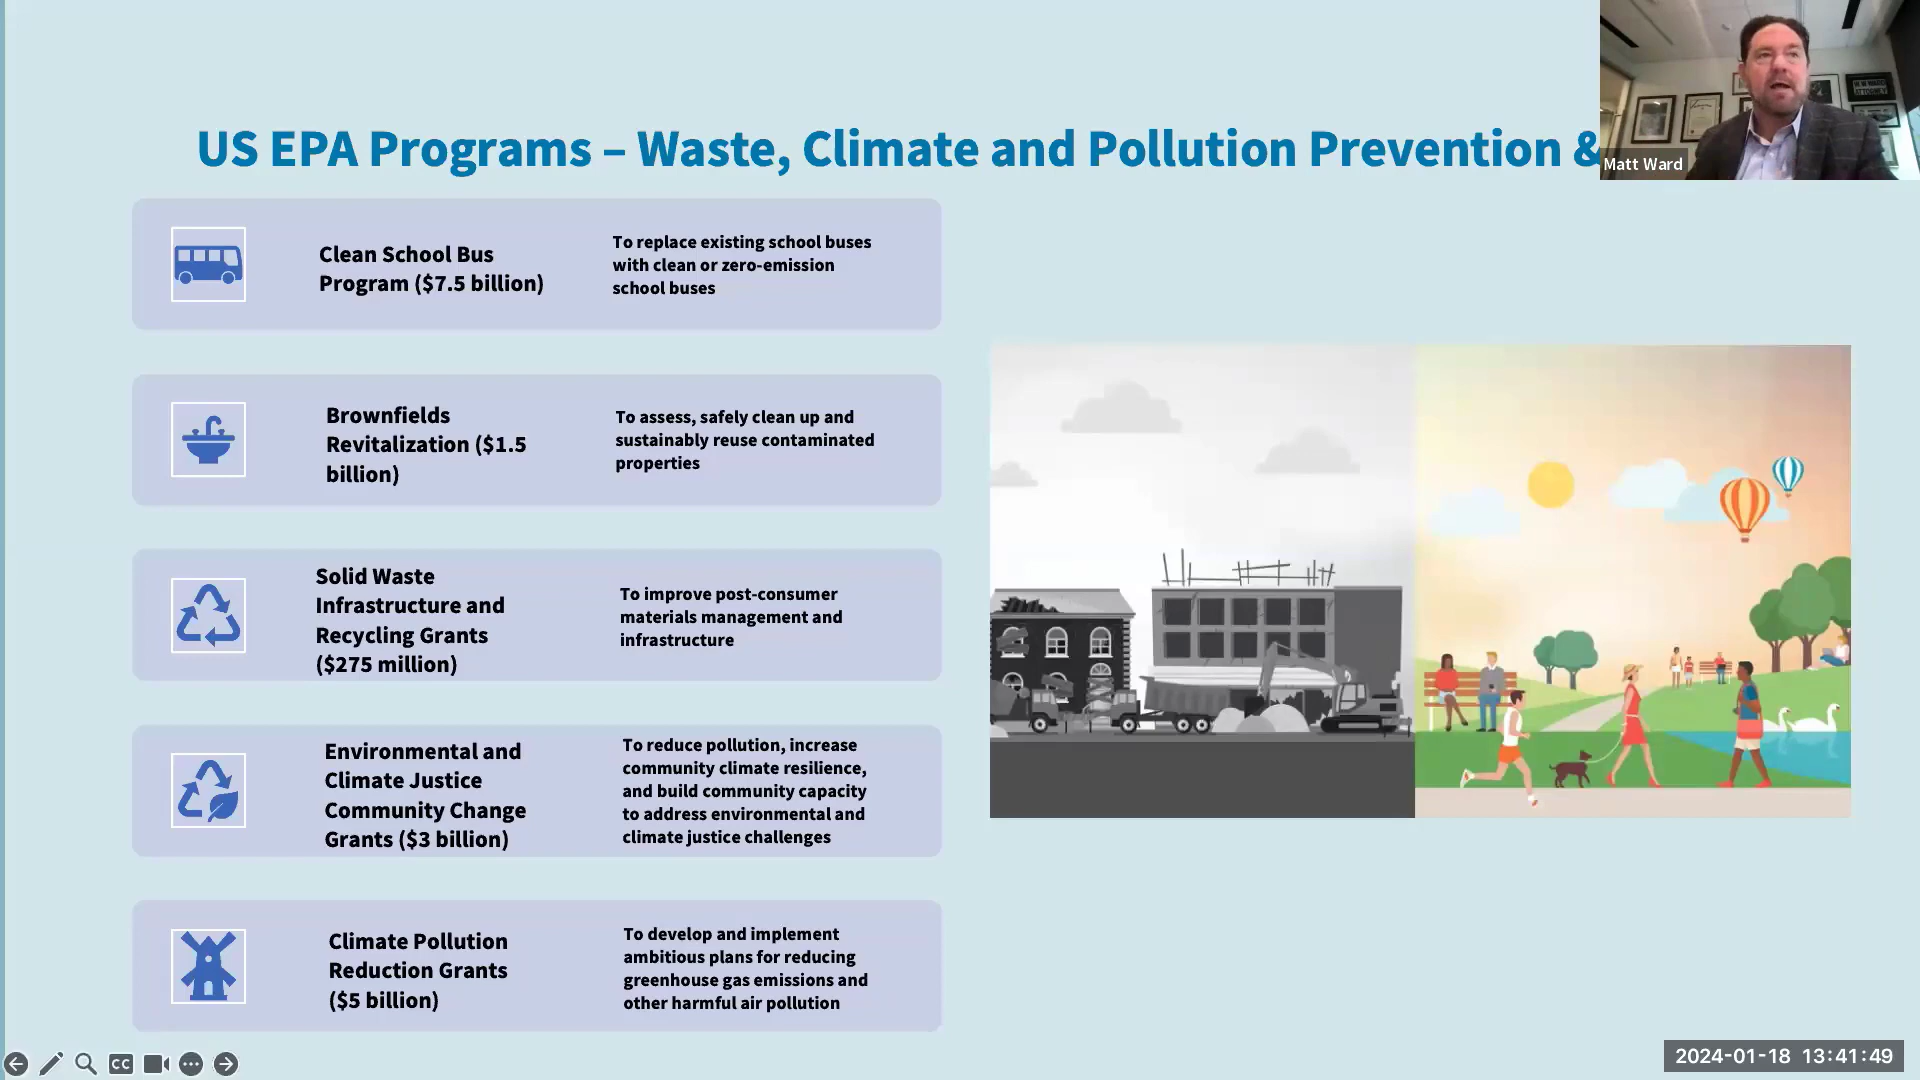 US EPA Programs – Waste, Climate and Pollution Prevention &
Matt Ward
Clean School Bus
Program ($7.5 billion)
To replace existing school buses
with clean or zero-emission
school buses
Brownfields
Revitalization ($1.5
billion)
To assess, safely clean up and
sustainably reuse contaminated
properties
Solid Waste
Infrastructure and
Recycling Grants
($275 million)
To improve post-consumer
materials management and
infrastructure
Environmental and
Climate Justice
Community Change
Grants ($3 billion)
To reduce pollution, increase
community climate resilience,
and build community capacity
to address environmental and
climate justice challenges
Climate Pollution
Reduction Grants
($5 billion)
To develop and implement
ambitious plans for reducing
greenhouse gas emissions and
other harmful air pollution
CC
2024-01-18 13:41:49